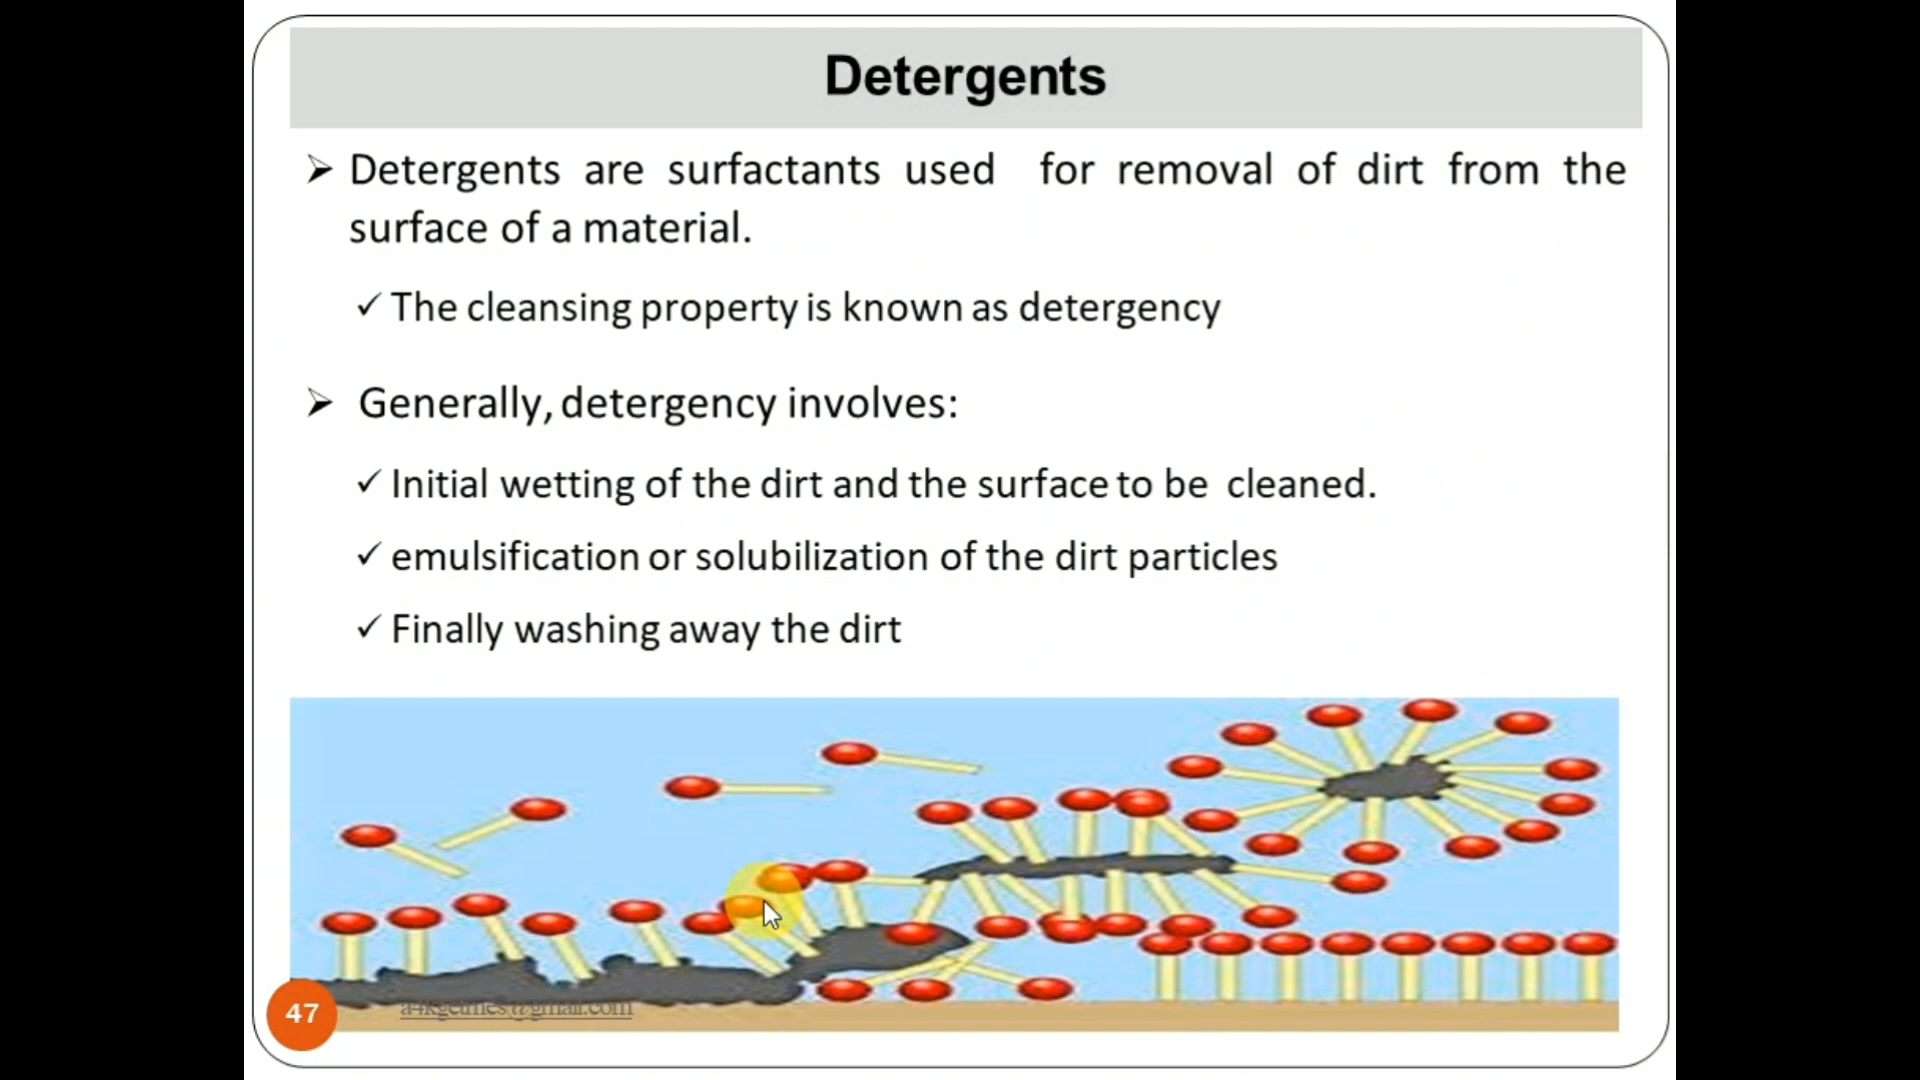 Detergents
➢ Detergents are surfactants used for removal of dirt from the
surface of a material.
✓ The cleansing property is known as detergency
➢ Generally, detergency involves:
✓ Initial wetting of the dirt and the surface to be cleaned.
✓ emulsification or solubilization of the dirt particles
✓ Finally washing away the dirt
47